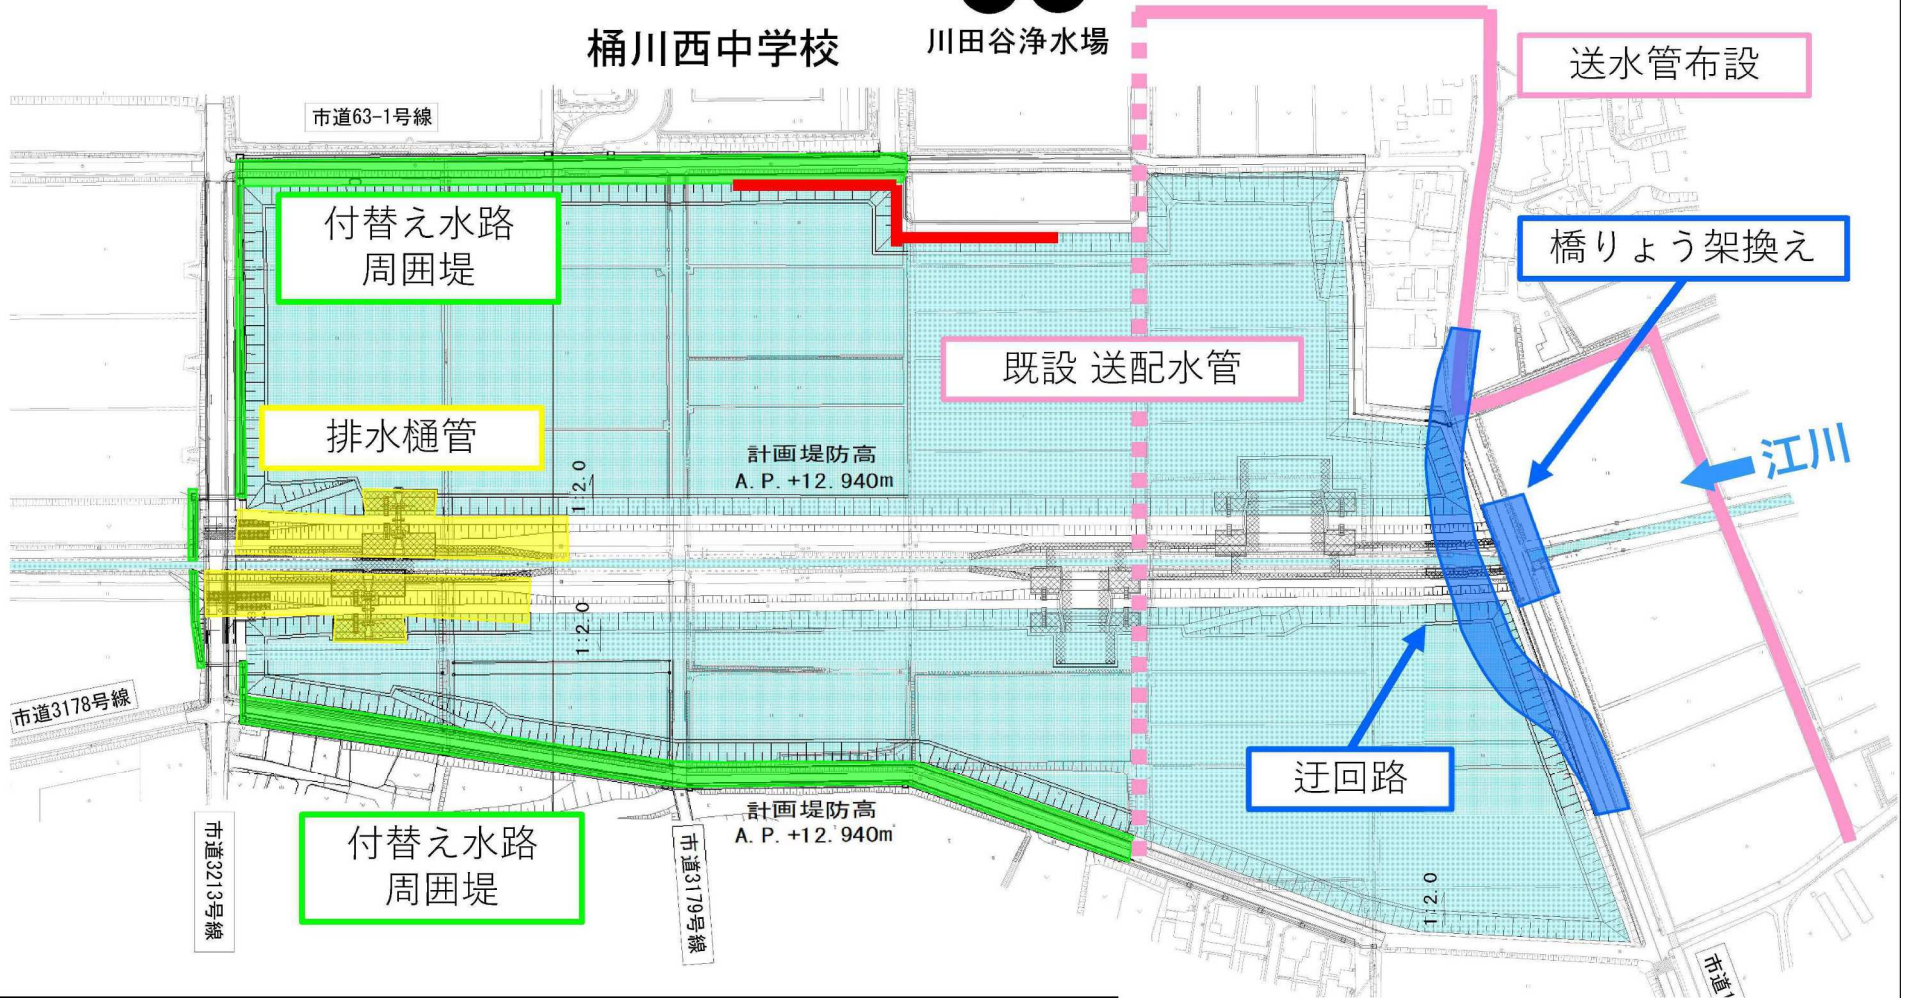 桶川西中学校
川田谷浄水場
送水管布設
市道63-1号線
付替え水路
周囲堤
橋りょう架換え
既設 送配水管
排水樋管
計画堤防高
A.P.+12.940m
1:2.0
江川
1:2.0
市道3178号線
迂回路
計画堤防高
A.P.+12.940m
付替え水路
周囲堤
市道3213号線
市道3179号線
1:2.0
市道1